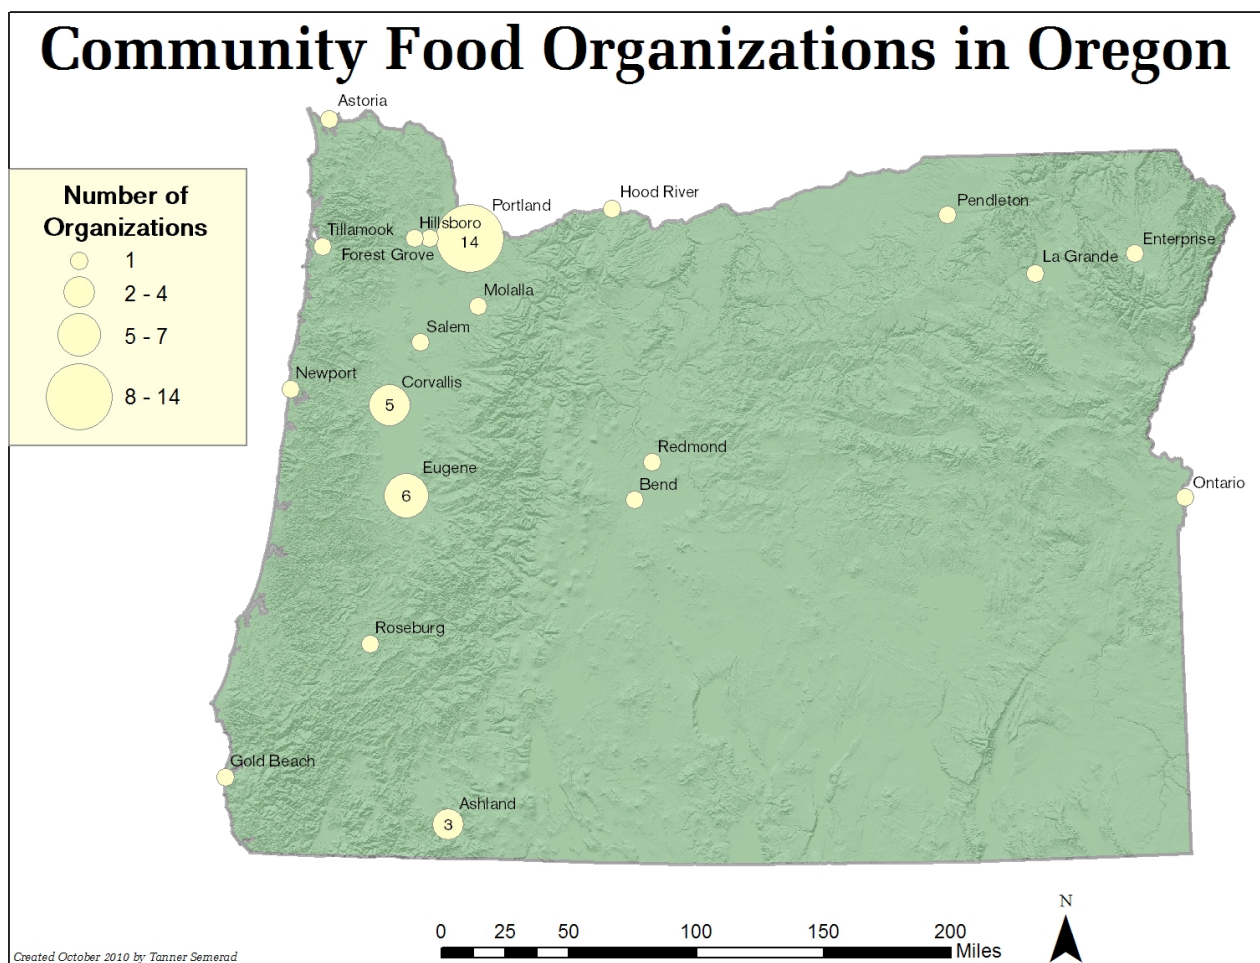 Community Food Organizations in Oregon
Astoria
Number of
Organizations
1
2 - 4
5 - 7
8 - 14
Hood River
Portland
14
Hillsboro
Tillamook
Forest Grove
Pendleton
Enterprise
La Grande
Molalla
Salem
Newport
Corvallis
5
Redmond
Eugene
6
Bend
Ontario
Roseburg
Gold Beach
Ashland
3
N
0 25 50 100 150 200
Miles
Created October 2010 by Tanner Semerad